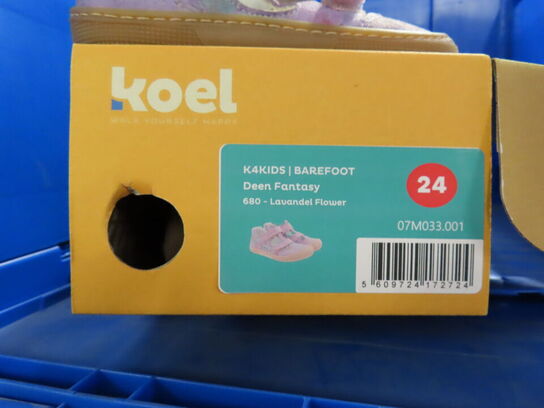 koel
WALK YOURSELF HAPPY
K4KIDS | BAREFOOT
Deen Fantasy
680 - Lavandel Flower
24
07M033.001
5 609724 172724